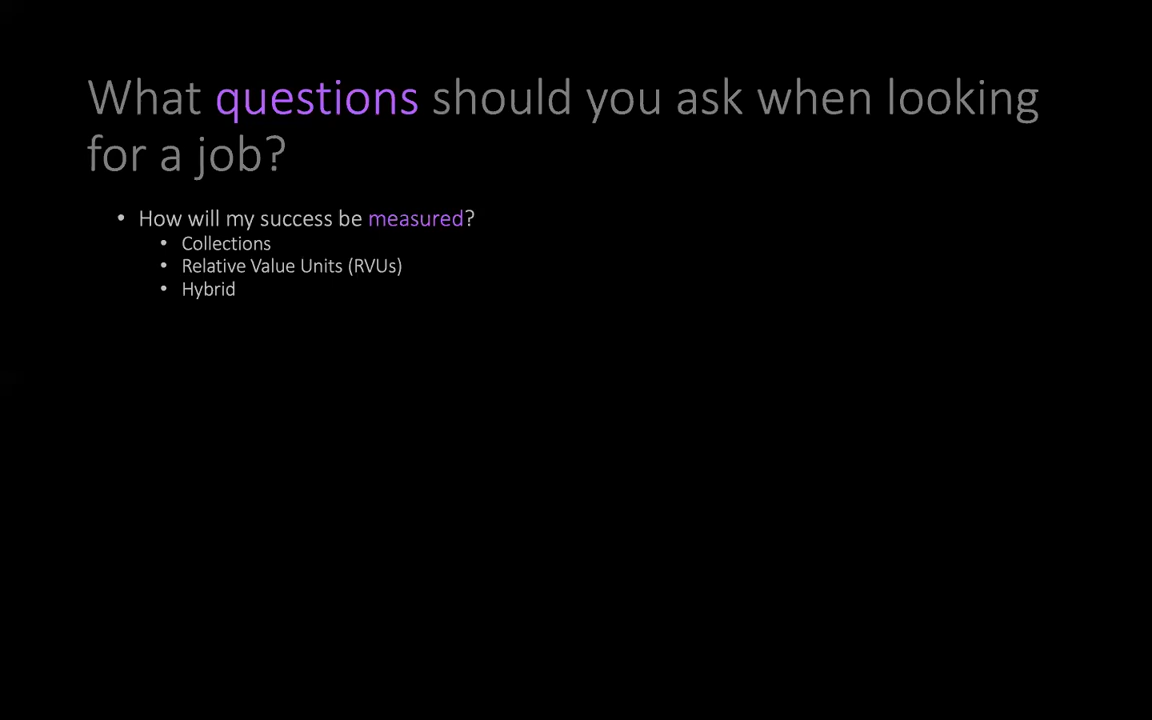 What questions should you ask when looking
for a job?
• How will my success be measured?
• Collections
• Relative Value Units (RVUs)
• Hybrid